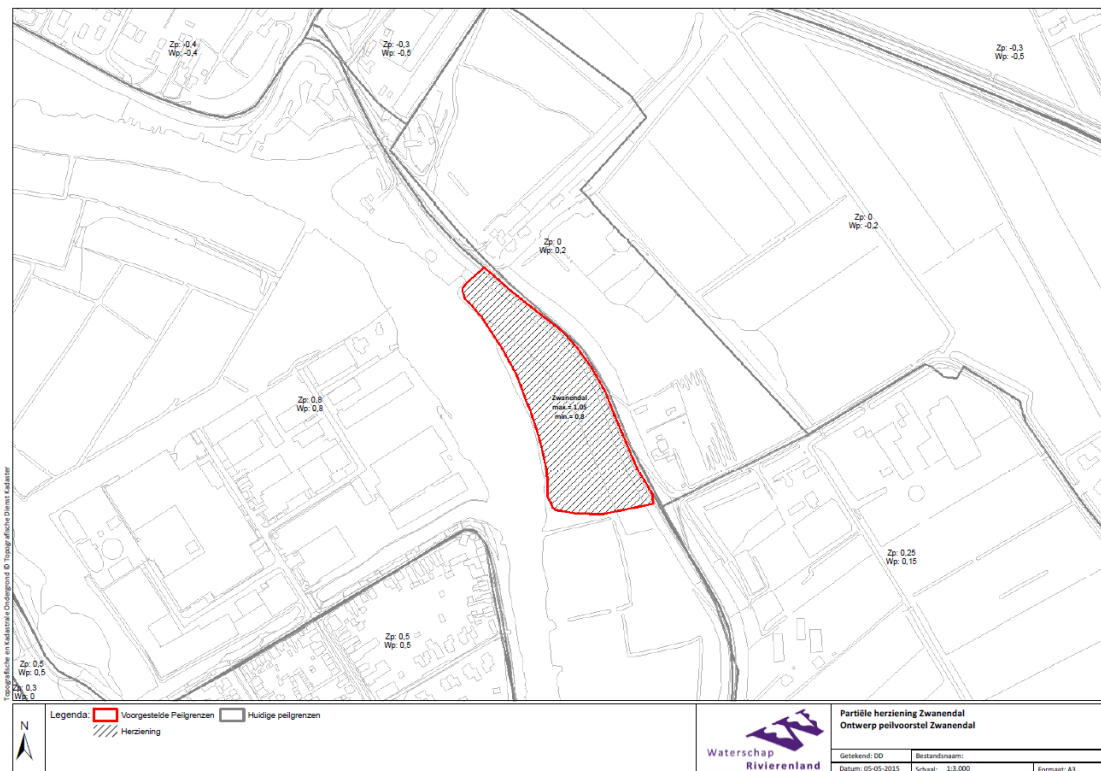 Zp: -0,4
Wp: -0,4
Zp: -0,3
Wp: -0,5
Zp: -0,3
Wp: -0,5
Zp: 0
Wp: -0,2
Zp: 0
Wp: 0,2
Zwanendal
max.= 1,05
min.= 0,8
Zp: 0,8
Wp: 0,8
Zp: 0,25
Wp: 0,15
Zp: 0,5
Wp: 0,5
Zp: 0,5
Wp: 0,5
Zp: 0,3
Wp: 0
Topografische en Kadastrale Ondergrond © Topografische Dienst Kadaster
N
Legenda: Voorgestelde Peilgrenzen Huidige peilgrenzen
Herziening
Waterschap
Rivierenland
Partiële herziening Zwanendal
Ontwerp peilvoorstel Zwanendal
Getekend: DD Bestandsnaam:
Datum: 05-05-2015 Schaal: 1:3.000 Formaat: A3